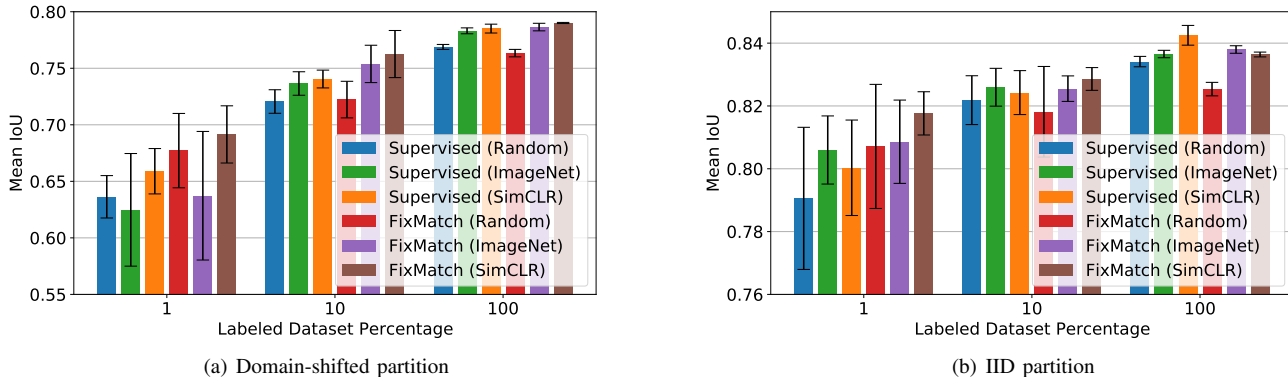 0.80
0.75
0.70
0.65
0.60
0.55
Mean IoU
Supervised (Random)
Supervised (ImageNet)
Supervised (SimCLR)
FixMatch (Random)
FixMatch (ImageNet)
FixMatch (SimCLR)
1 10 100
Labeled Dataset Percentage
(a) Domain-shifted partition
0.84
0.82
0.80
0.78
0.76
Mean IoU
Supervised (Random)
Supervised (ImageNet)
Supervised (SimCLR)
FixMatch (Random)
FixMatch (ImageNet)
FixMatch (SimCLR)
1 10 100
Labeled Dataset Percentage
(b) IID partition